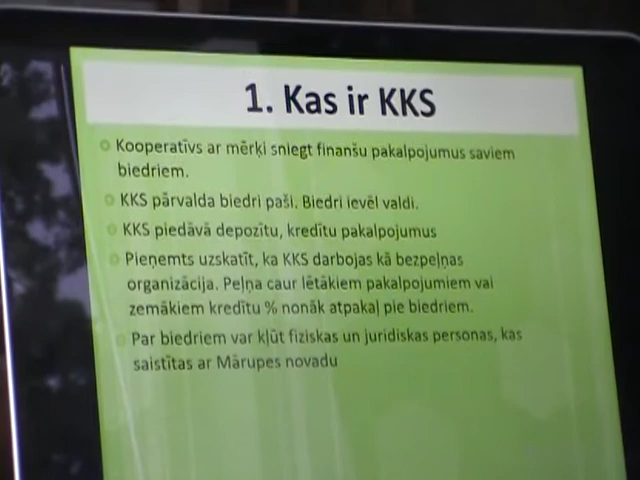 1. Kas ir KKS
Kooperatīvs ar mērķi sniegt finanšu pakalpojumus saviem
biedriem.
KKS pārvalda biedri paši. Biedri ievēl valdi.
KKS piedāvā depozītu, kredītu pakalpojumus
Pieņemts uzskatīt, ka KKS darbojas kā bezpeļņas
organizācija. Peļņa caur lētākiem pakalpojumiem vai
zemākiem kredītu % nonāk atpakaļ pie biedriem.
Par biedriem var kļūt fiziskas un juridiskas personas, kas
saistītas ar Mārupes novadu